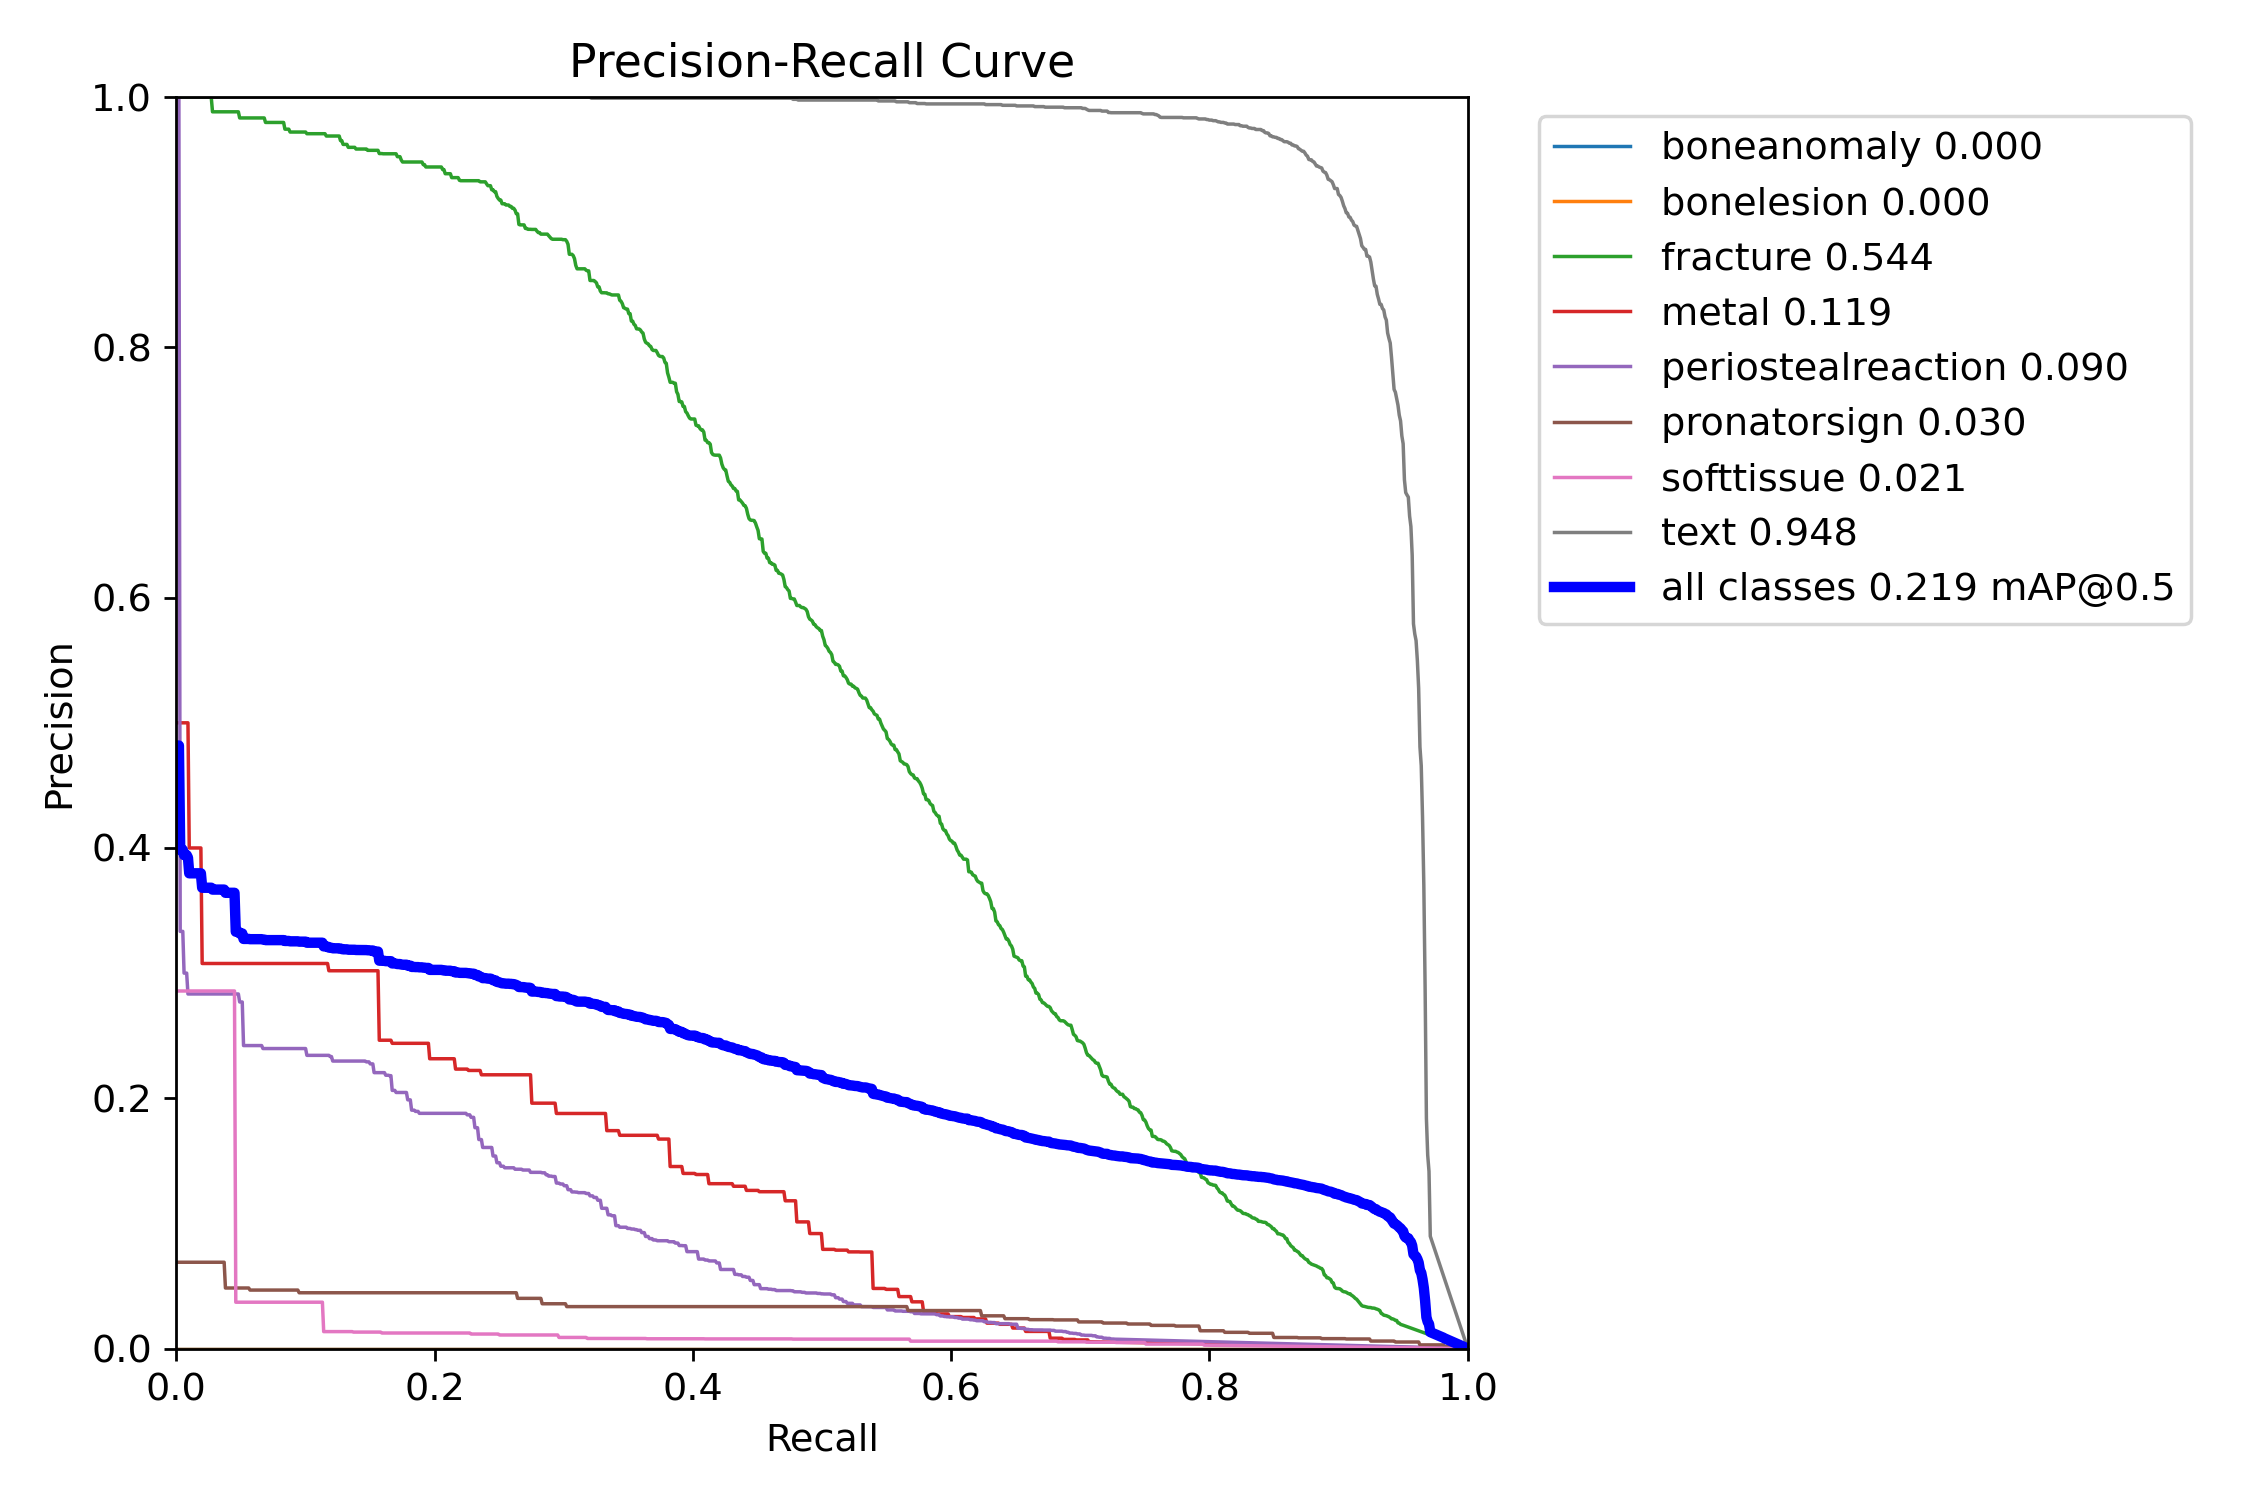 Precision-Recall Curve
1.0
0.8
0.6
0.4
0.2
0.0
Precision
0.0 0.2 0.4 0.6 0.8 1.0
Recall
boneanomaly 0.000
bonelesion 0.000
fracture 0.544
metal 0.119
periostealreaction 0.090
pronatorsign 0.030
softtissue 0.021
text 0.948
all classes 0.219 mAP@0.5